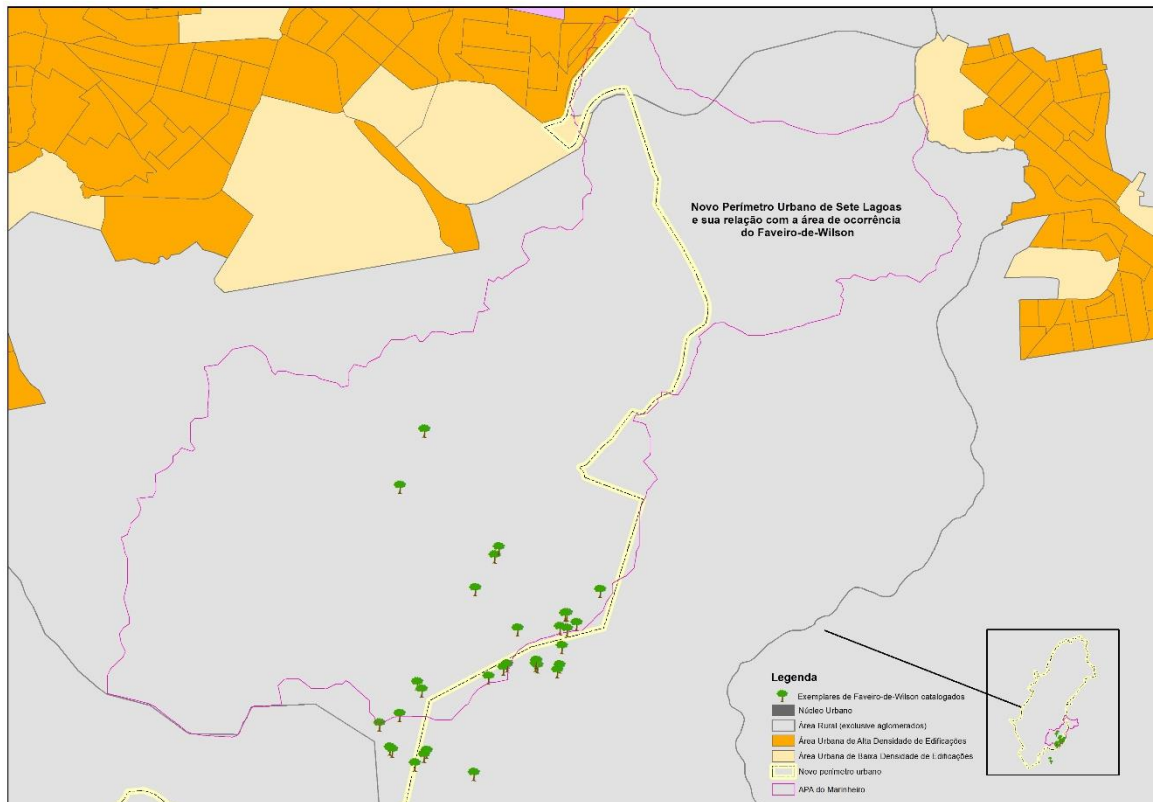 Novo Perímetro Urbano de Sete Lagoas
e sua relação com a área de ocorrência
do Faveiro-de-Wilson
Legenda
Exemplares de Faveiro-de-Wilson catalogados
Núcleo Urbano
Área Rural (exclusive aglomerados)
Área Urbana de Alta Densidade de Edificações
Área Urbana de Baixa Densidade de Edificações
Novo perímetro urbano
APA do Marinheiro